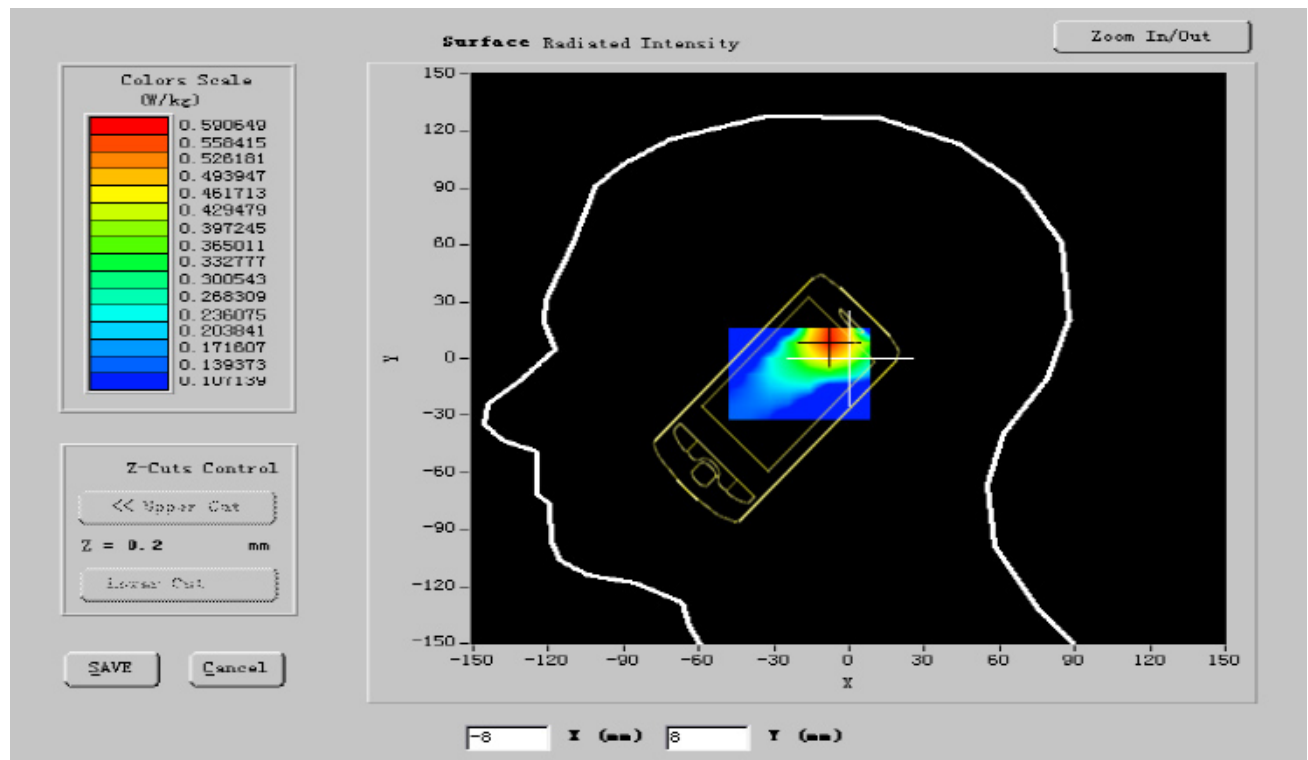 Surface Radiated Intensity
Zoom In/Out
Colors Scale
(W/kg)
0.590649
0.558415
0.526181
0.493947
0.461713
0.429479
0.397245
0.365011
0.332777
0.300543
0.268309
0.236075
0.203841
0.171607
0.139373
0.107139
Z-Cuts Control
<< Upper Cut
Z = 0.2 mm
Lower Cut
SAVE
Cancel
150
120
90
60
30
0
-30
-60
-90
-120
-150
Y
-150 -120 -90 -60 -30 0 30 60 90 120 150
X
-8 X (mm) 8 Y (mm)